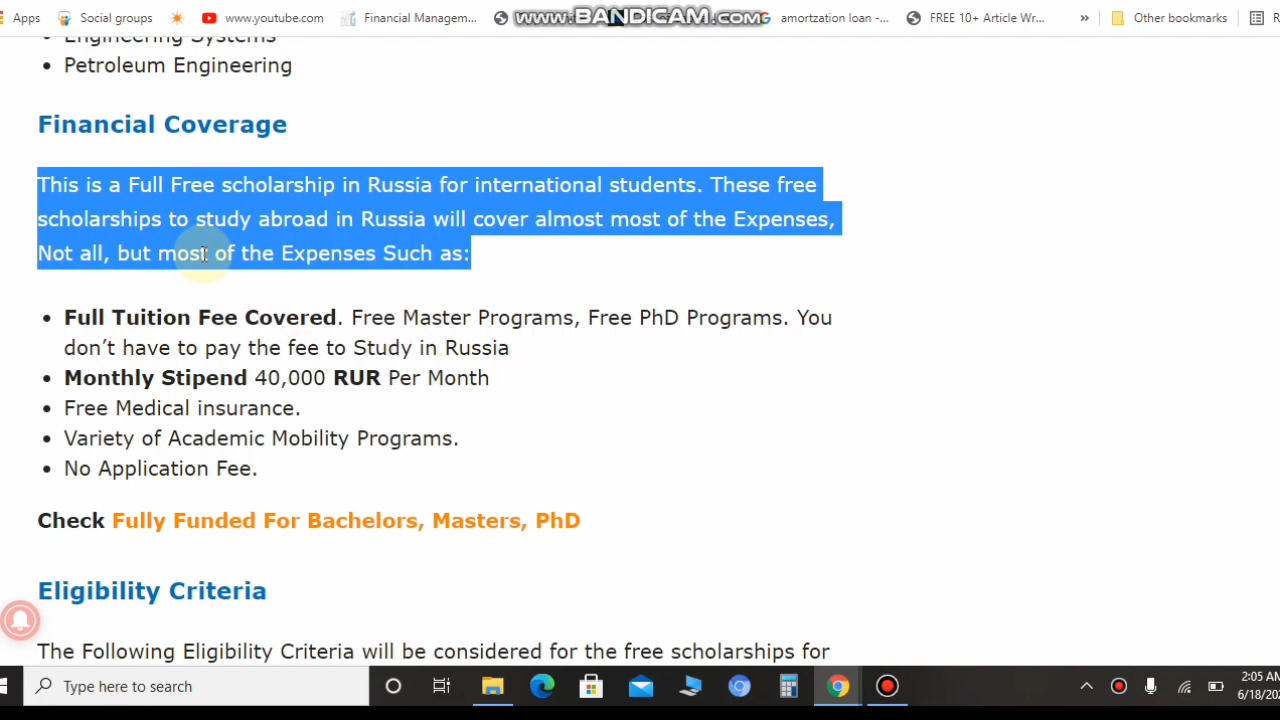 Apps Social groups www.youtube.com Financial Managem... www.BANDICAM.com amortzation loan -... FREE 10+ Article Wr... » Other bookmarks
Engineering Systems
Petroleum Engineering
Financial Coverage
This is a Full Free scholarship in Russia for international students. These free
scholarships to study abroad in Russia will cover almost most of the Expenses,
Not all, but most of the Expenses Such as:
Full Tuition Fee Covered. Free Master Programs, Free PhD Programs. You
don’t have to pay the fee to Study in Russia
Monthly Stipend 40,000 RUR Per Month
Free Medical insurance.
Variety of Academic Mobility Programs.
No Application Fee.
Check Fully Funded For Bachelors, Masters, PhD
Eligibility Criteria
The Following Eligibility Criteria will be considered for the free scholarships for
Type here to search
2:05 AM
6/18/20